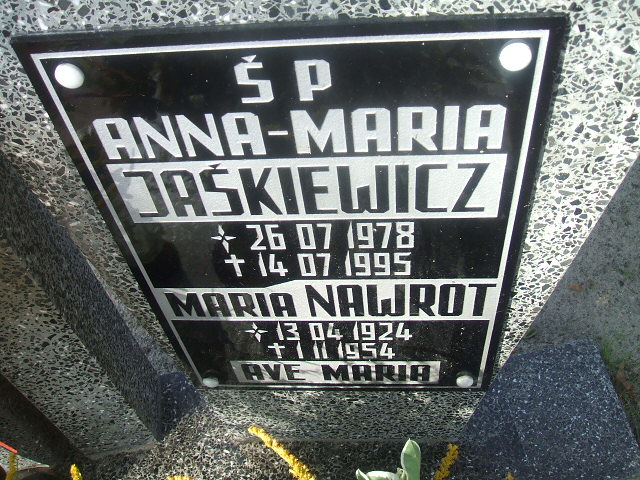 Ś P
ANNA-MARIA
JAŚKIEWICZ
* 26 07 1978
† 14 07 1995
MARIA NAWROT
* 13 04 1924
† 1 11 1954
AVE MARIA